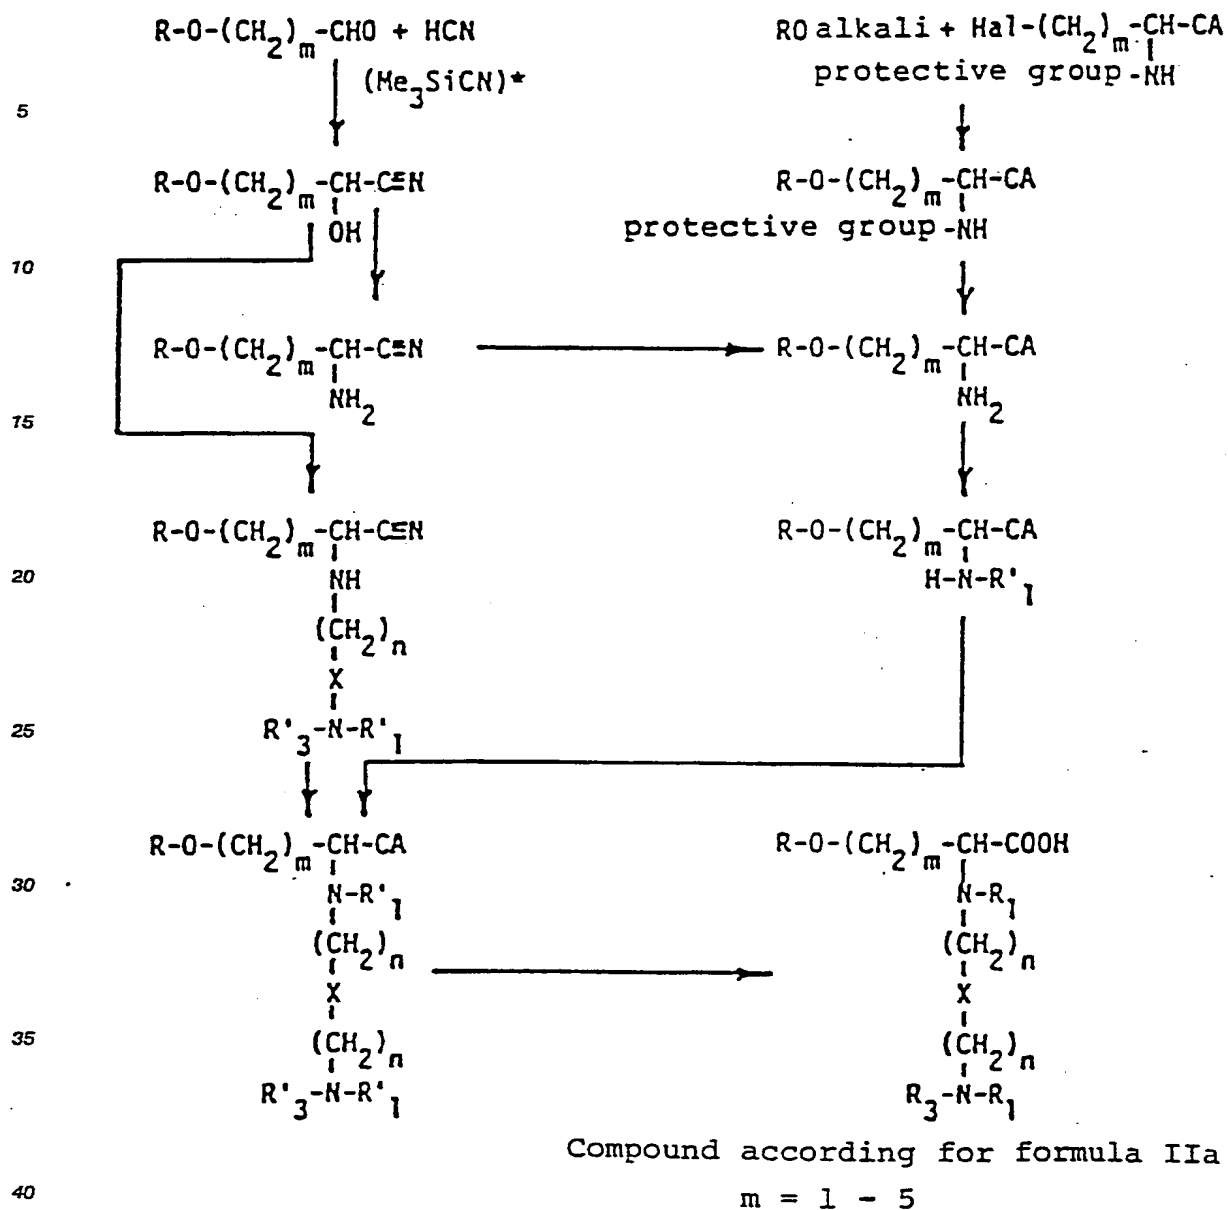 R-O-(CH2)m-CHO + HCN    RO alkali + Hal-(CH2)m-CH-CA
(Me3SiCN)*    protective group-NH
5
R-O-(CH2)m-CH-C≡N    R-O-(CH2)m-CH-CA
OH    protective group-NH
10
R-O-(CH2)m-CH-C≡N    R-O-(CH2)m-CH-CA
NH2    NH2
15
R-O-(CH2)m-CH-C≡N    R-O-(CH2)m-CH-CA
20    NH    H-N-R'1
(CH2)n
X
25    R'3-N-R'1
R-O-(CH2)m-CH-CA    R-O-(CH2)m-CH-COOH
30    N-R'1    N-R1
(CH2)n    (CH2)n
X    X
35    (CH2)n    (CH2)n
R'3-N-R'1    R3-N-R1
Compound according for formula IIa
40    m = 1 - 5